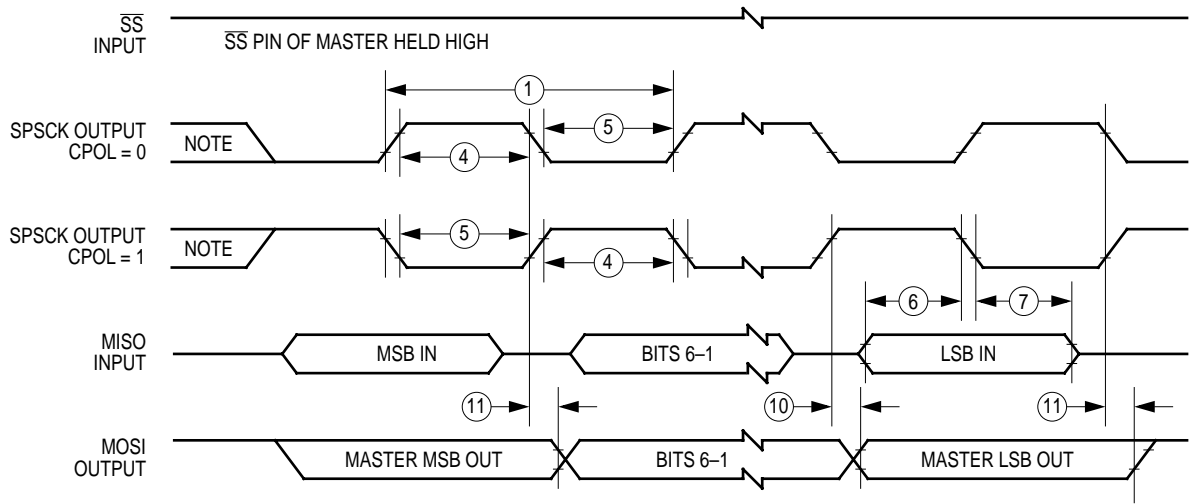 SS
INPUT
SS PIN OF MASTER HELD HIGH
1
SPSCK OUTPUT
CPOL = 0
NOTE
4
5
SPSCK OUTPUT
CPOL = 1
NOTE
5
4
6
7
MISO
INPUT
MSB IN
BITS 6–1
LSB IN
11
10
11
MOSI
OUTPUT
MASTER MSB OUT
BITS 6–1
MASTER LSB OUT